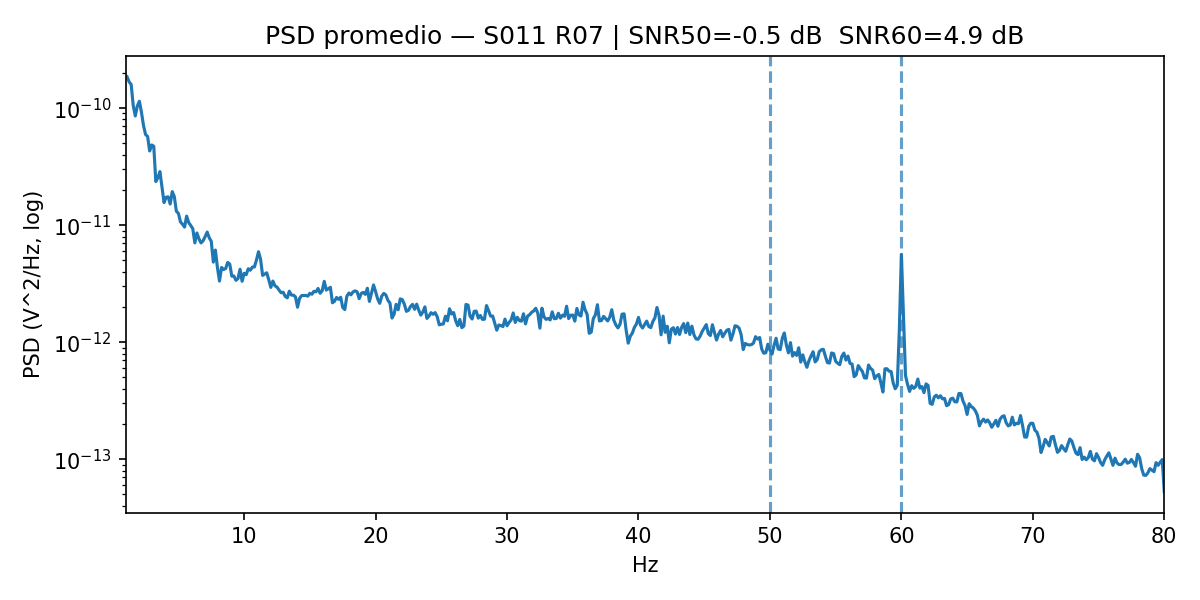 PSD promedio — S011 R07 | SNR50=-0.5 dB  SNR60=4.9 dB
PSD (V^2/Hz, log)
10⁻¹⁰
10⁻¹¹
10⁻¹²
10⁻¹³
10 20 30 40 50 60 70 80
Hz